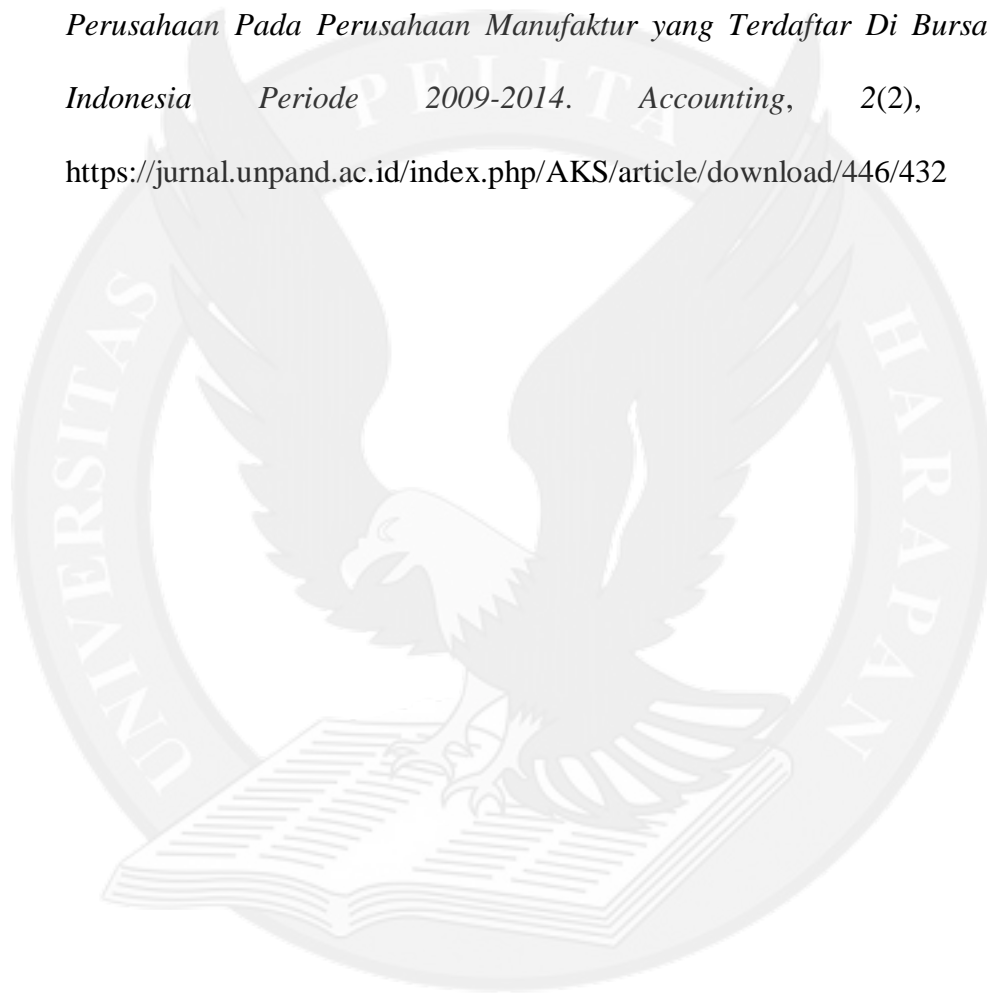 Perusahaan Pada Perusahaan Manufaktur yang Terdaftar Di Bursa
Indonesia Periode 2009-2014. Accounting, 2(2),
https://jurnal.unpand.ac.id/index.php/AKS/article/download/446/432
UNIVERSITAS PELITA HARAPAN